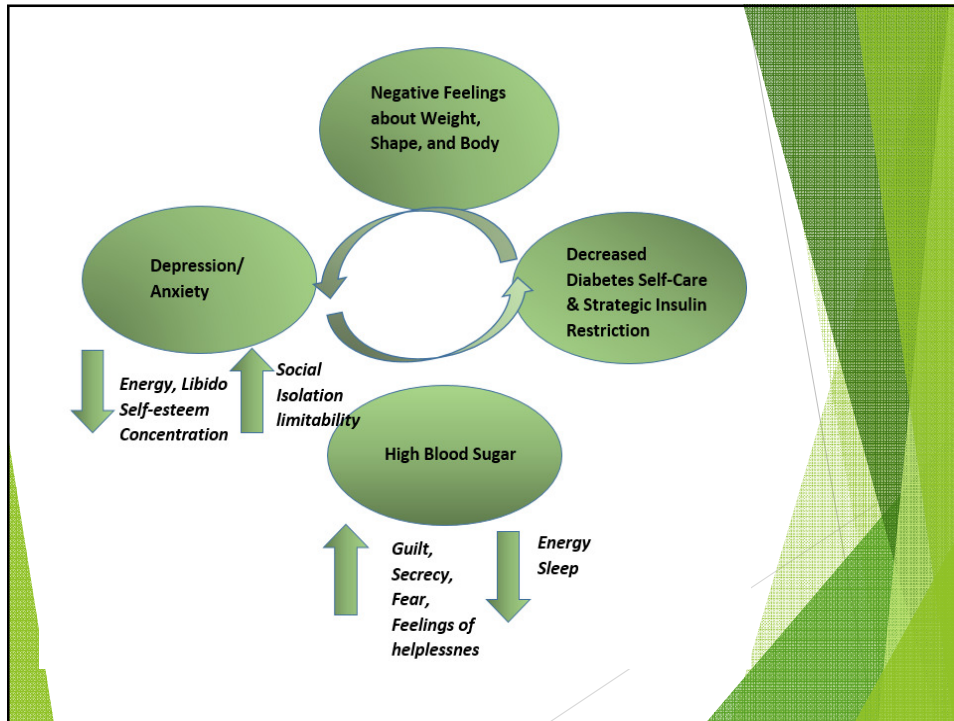 Negative Feelings
about Weight,
Shape, and Body
Depression/
Anxiety
Decreased
Diabetes Self-Care
& Strategic Insulin
Restriction
Energy, Libido
Self-esteem
Concentration
Social
Isolation
limitability
High Blood Sugar
Guilt,
Secrecy,
Fear,
Feelings of
helplessnes
Energy
Sleep